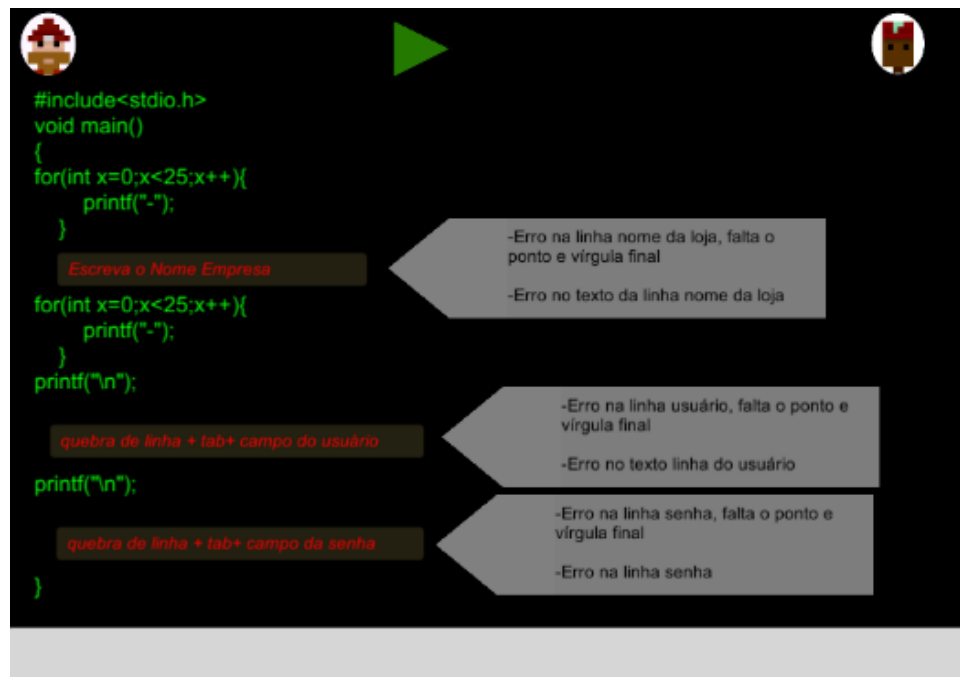 #include<stdio.h>
void main()
{
for(int x=0;x<25;x++){
printf("-");
}
Escreva o Nome Empresa
-Erro na linha nome da loja, falta o
ponto e vírgula final
-Erro no texto da linha nome da loja
for(int x=0;x<25;x++){
printf("-");
}
printf("\n");
quebra de linha + tab+ campo do usuário
-Erro na linha usuário, falta o ponto e
vírgula final
-Erro no texto linha do usuário
printf("\n");
quebra de linha + tab+ campo da senha
-Erro na linha senha, falta o ponto e
vírgula final
-Erro na linha senha
}